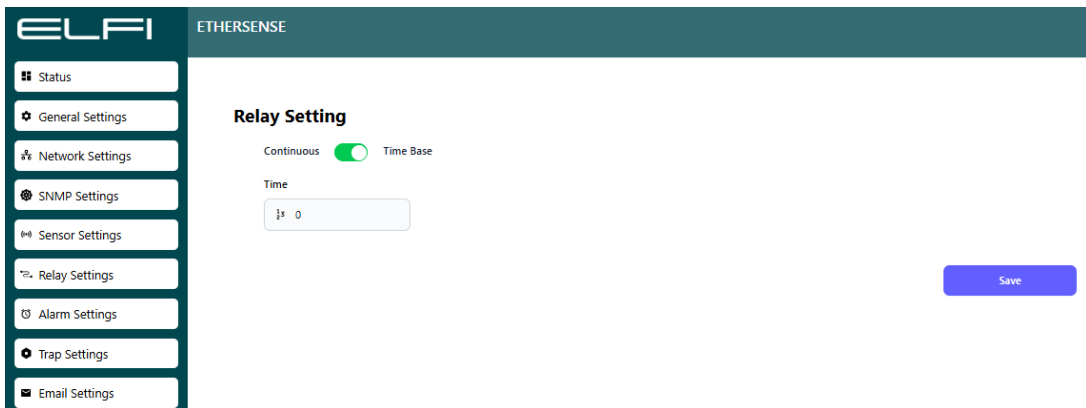 ELFI
ETHERSENSE
Status
General Settings
Network Settings
SNMP Settings
Sensor Settings
Relay Settings
Alarm Settings
Trap Settings
Email Settings
Relay Setting
Continuous Time Base
Time
0
Save